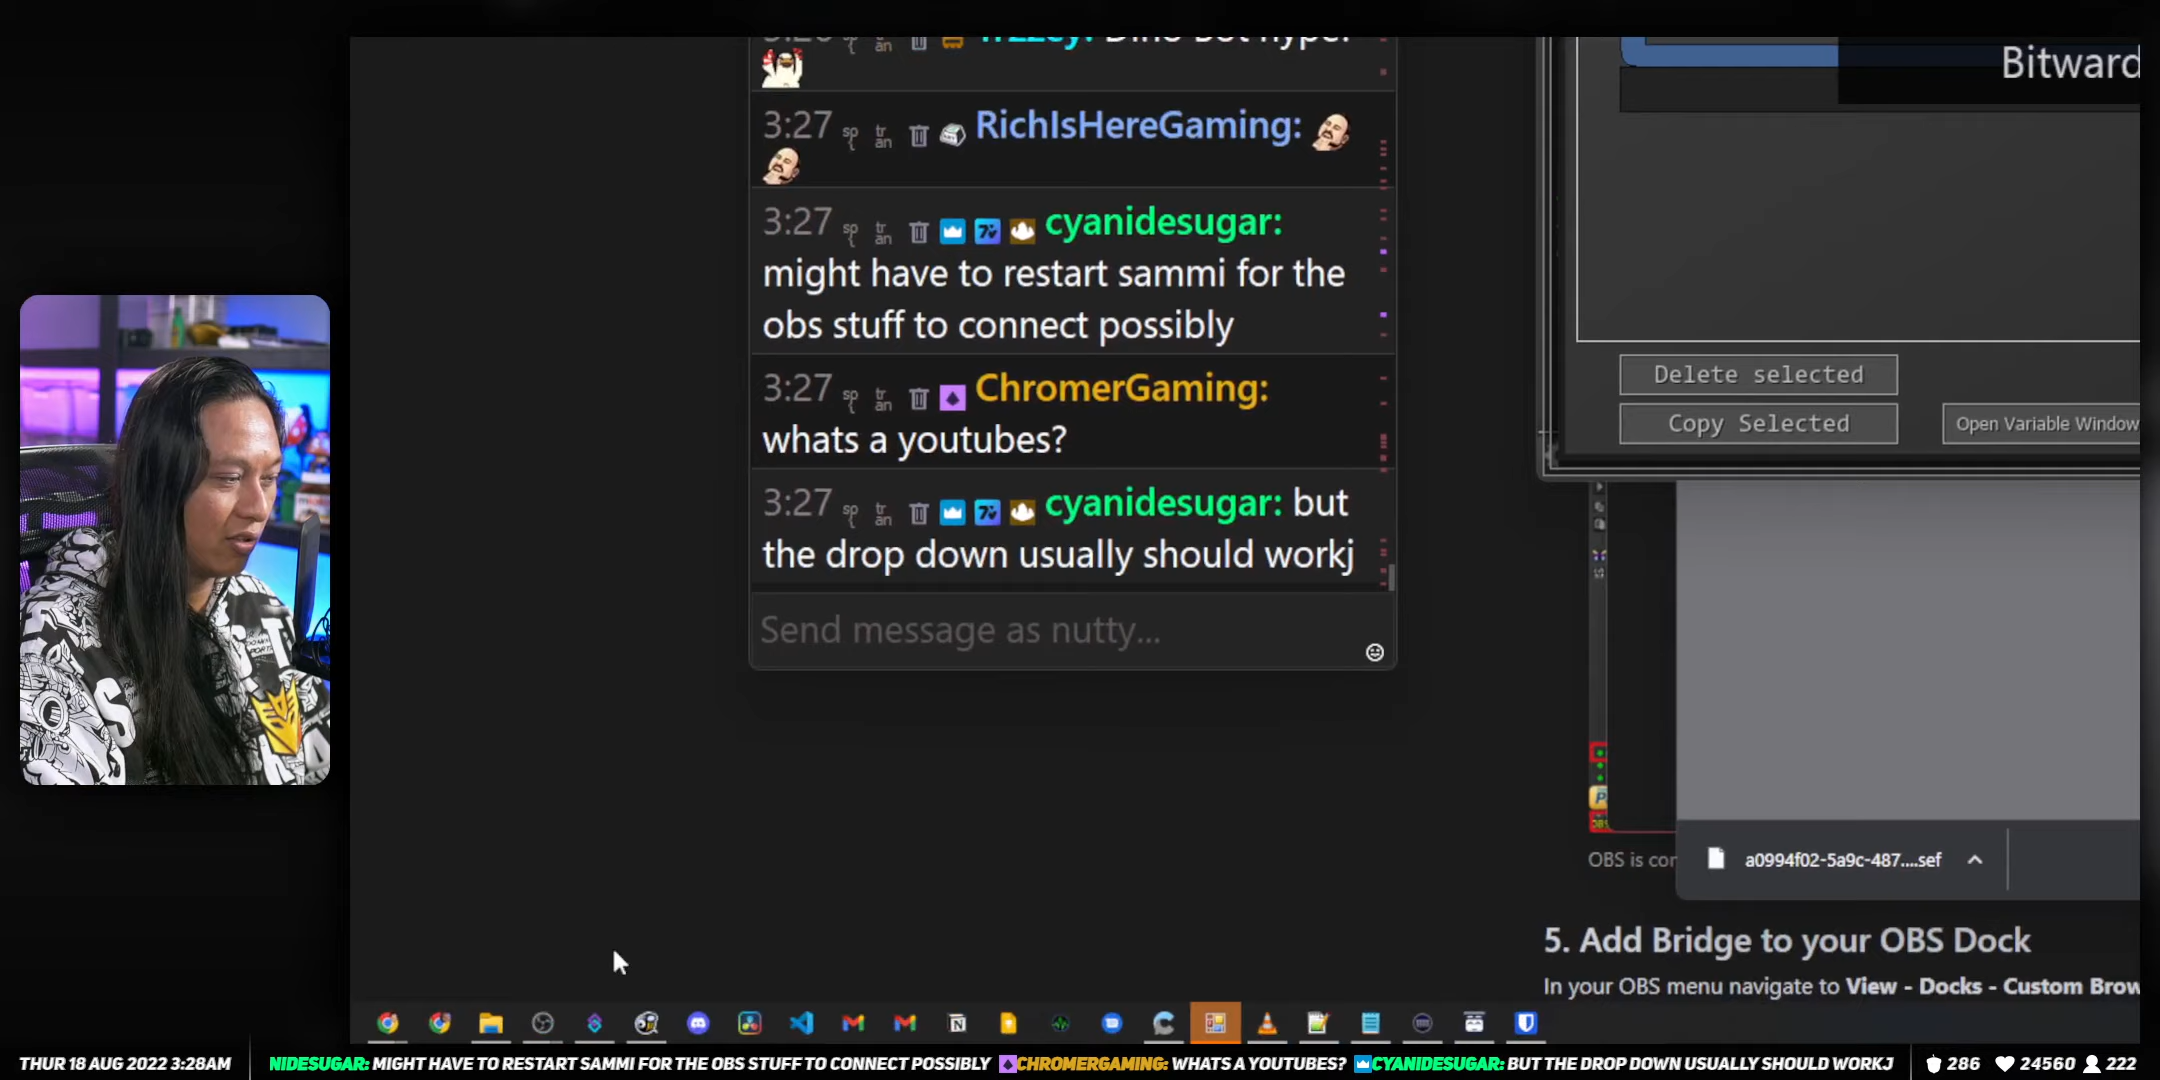 Dino Bot hype!
3:27 RichIsHereGaming:
3:27 cyanidesugar:
might have to restart sammi for the
obs stuff to connect possibly
3:27 ChromerGaming:
whats a youtubes?
3:27 cyanidesugar: but
the drop down usually should workj
Send message as nutty...
Bitward
Delete selected
Copy Selected
Open Variable Window
OBS is cor
a0994f02-5a9c-487....sef
5. Add Bridge to your OBS Dock
In your OBS menu navigate to View - Docks - Custom Brow
THUR 18 AUG 2022 3:28AM
NIDESUGAR: MIGHT HAVE TO RESTART SAMMI FOR THE OBS STUFF TO CONNECT POSSIBLY CHROMERGAMING: WHATS A YOUTUBES? CYANIDESUGAR: BUT THE DROP DOWN USUALLY SHOULD WORKJ
286 24560 222